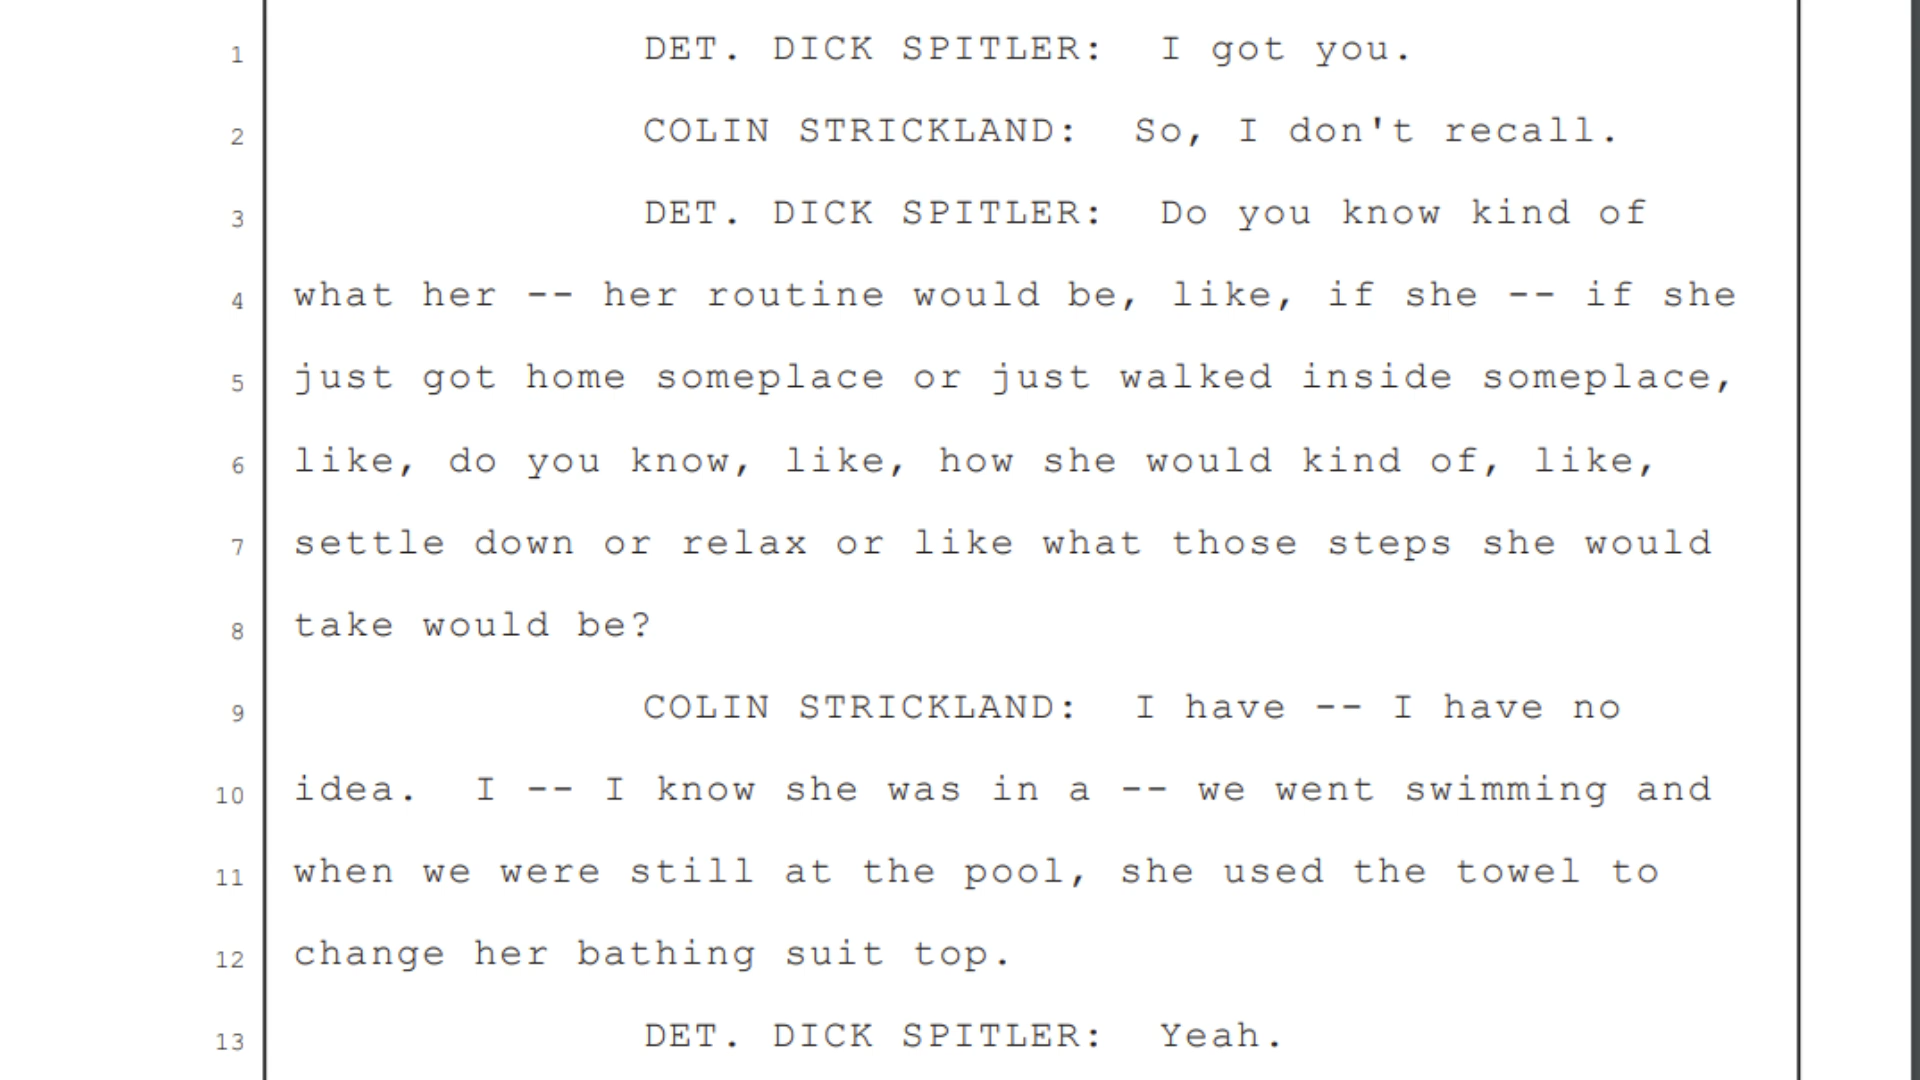 1 DET. DICK SPITLER:  I got you.
2 COLIN STRICKLAND:  So, I don't recall.
3 DET. DICK SPITLER:  Do you know kind of
4 what her -- her routine would be, like, if she -- if she
5 just got home someplace or just walked inside someplace,
6 like, do you know, like, how she would kind of, like,
7 settle down or relax or like what those steps she would
8 take would be?
9 COLIN STRICKLAND:  I have -- I have no
10 idea.  I -- I know she was in a -- we went swimming and
11 when we were still at the pool, she used the towel to
12 change her bathing suit top.
13 DET. DICK SPITLER:  Yeah.